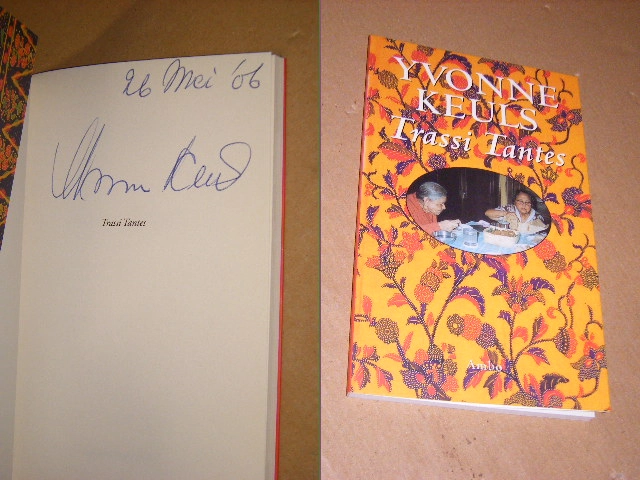 26 Mei '06
Yvonne Keuls
Trassi Tantes
YVONNE
KEULS
Trassi Tantes
Ambo